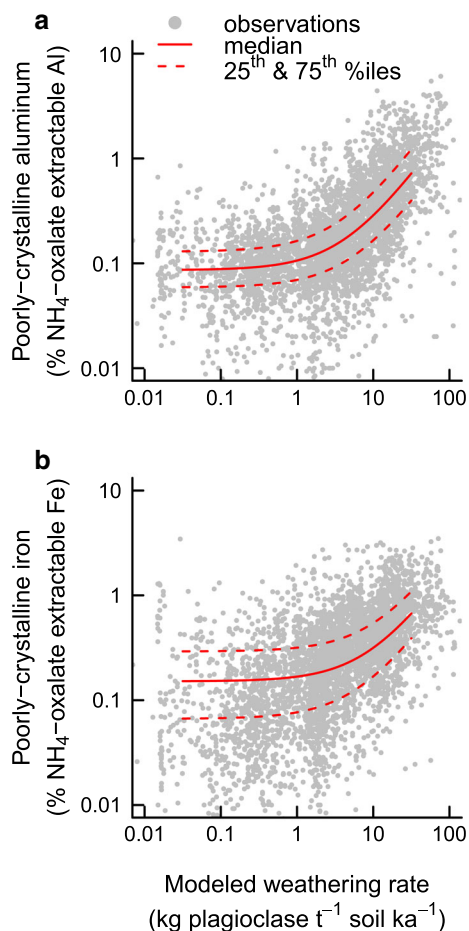 a
observations
median
25th & 75th %iles
Poorly−crystalline aluminum
(% NH4−oxalate extractable Al)
10
1
0.1
0.01
0.01 0.1 1 10 100
b
Poorly−crystalline iron
(% NH4−oxalate extractable Fe)
10
1
0.1
0.01
0.01 0.1 1 10 100
Modeled weathering rate
(kg plagioclase t−1 soil ka−1)